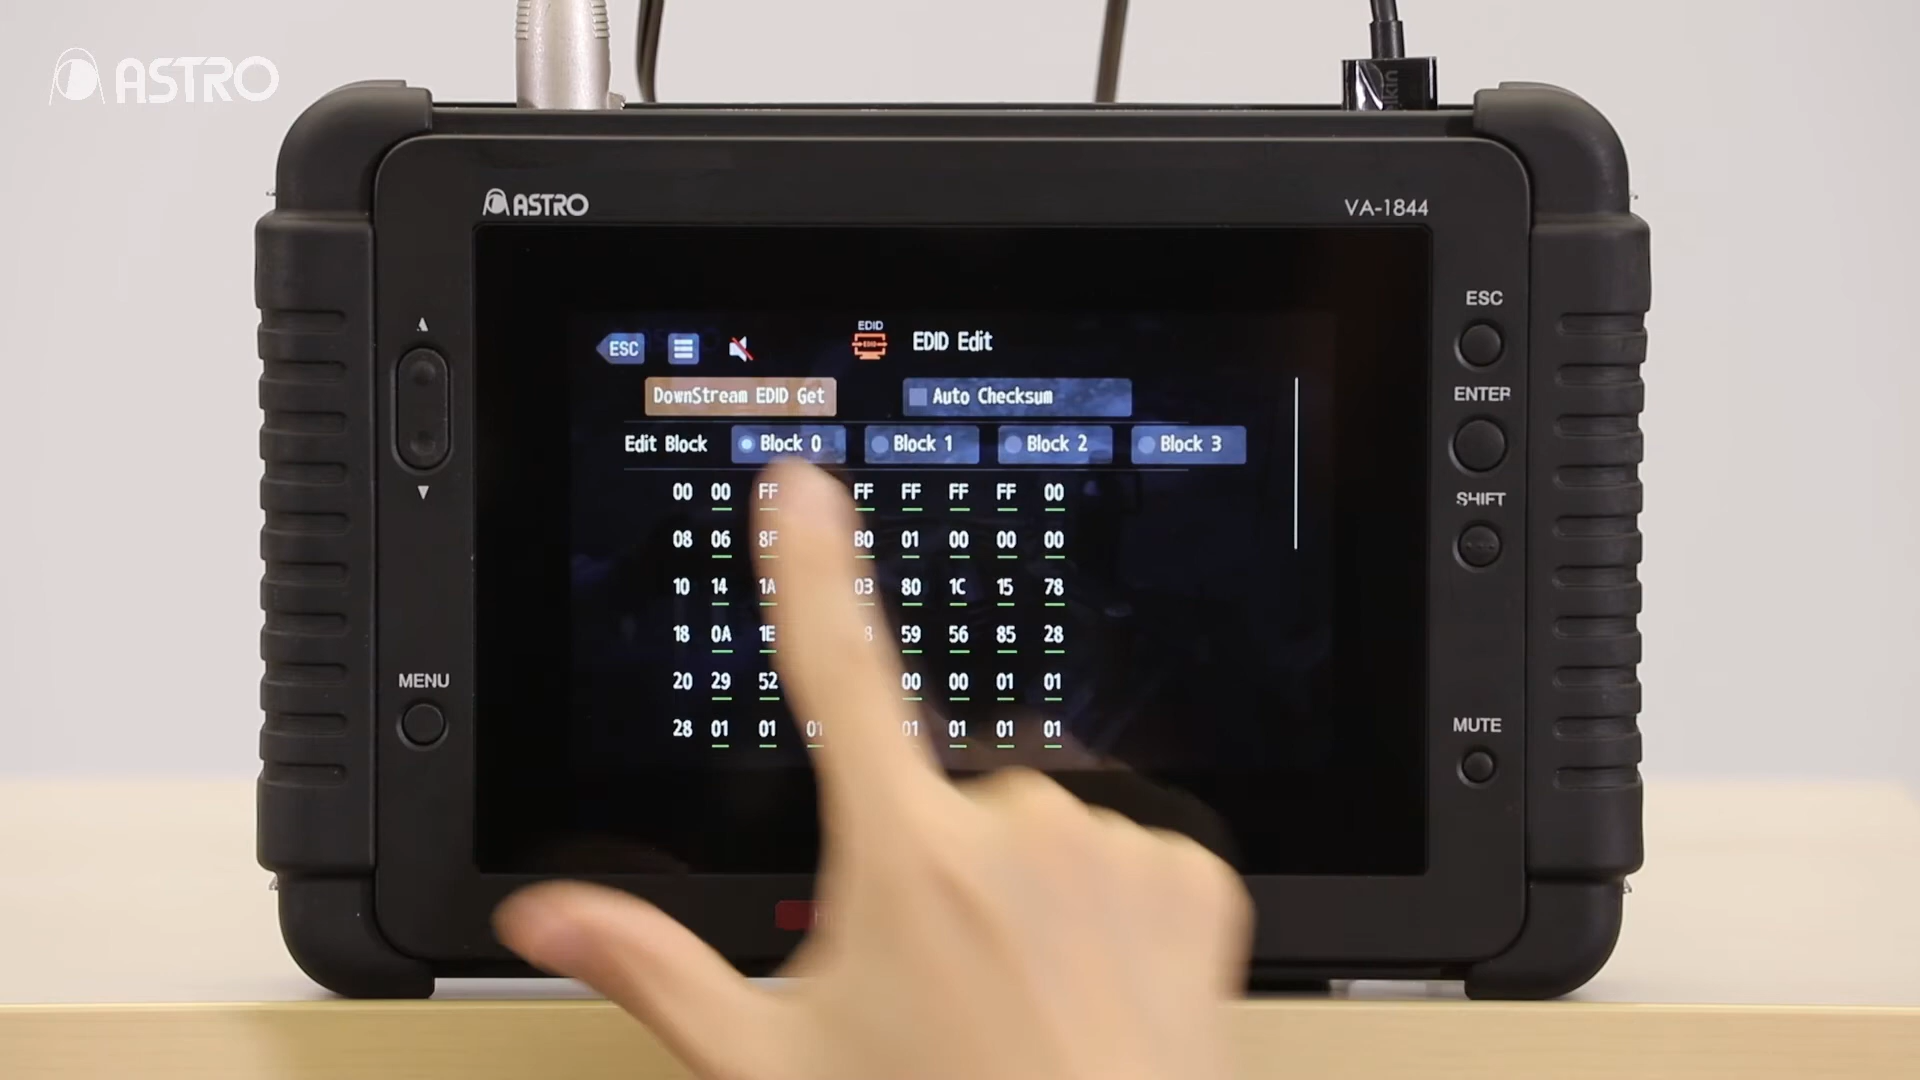 ASTRO
ASTRO
VA-1844
ESC
EDID
EDID Edit
ESC
DownStream EDID Get
Auto Checksum
ENTER
Edit Block
Block 0
Block 1
Block 2
Block 3
00 00 FF FF FF FF FF 00
SHIFT
08 06 8F B0 01 00 00 00
10 14 1A 03 80 1C 15 78
18 0A 1E 59 56 85 28
20 29 52 00 00 01 01
MENU
28 01 01 01 01 01 01 01
MUTE